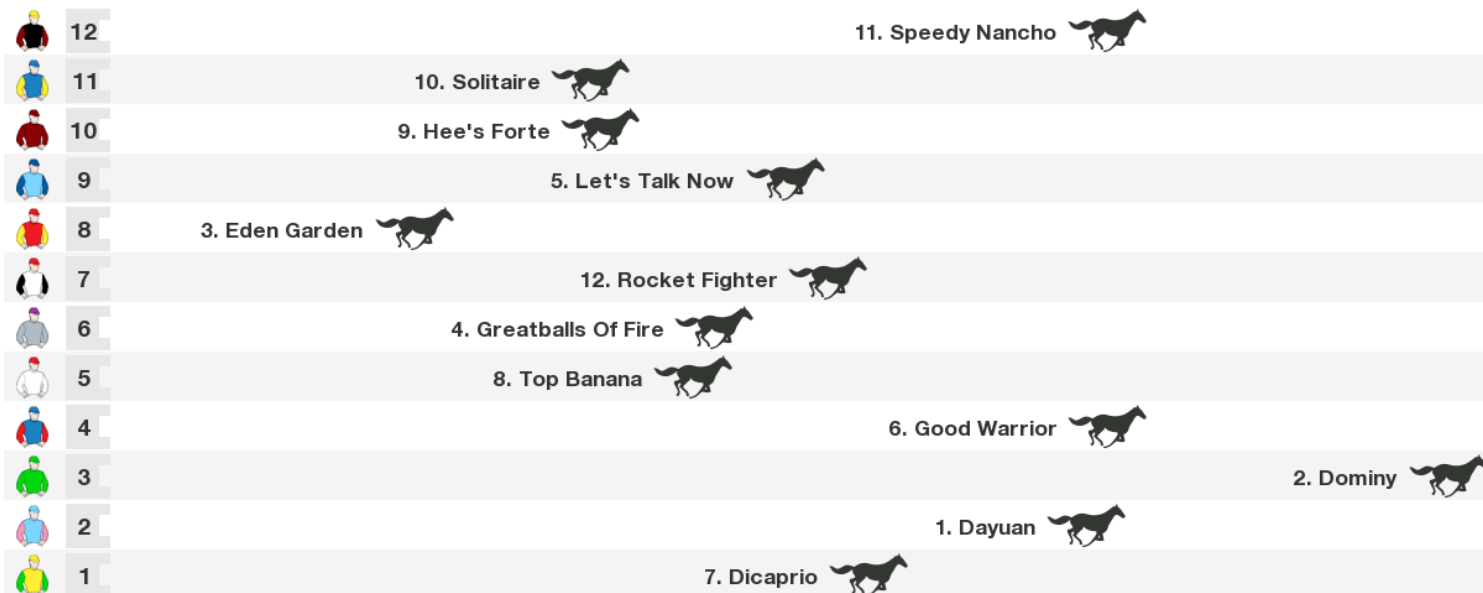 12 11. Speedy Nancho
11 10. Solitaire
10 9. Hee's Forte
9 5. Let's Talk Now
8 3. Eden Garden
7 12. Rocket Fighter
6 4. Greatballs Of Fire
5 8. Top Banana
4 6. Good Warrior
3 2. Dominy
2 1. Dayuan
1 7. Dicaprio